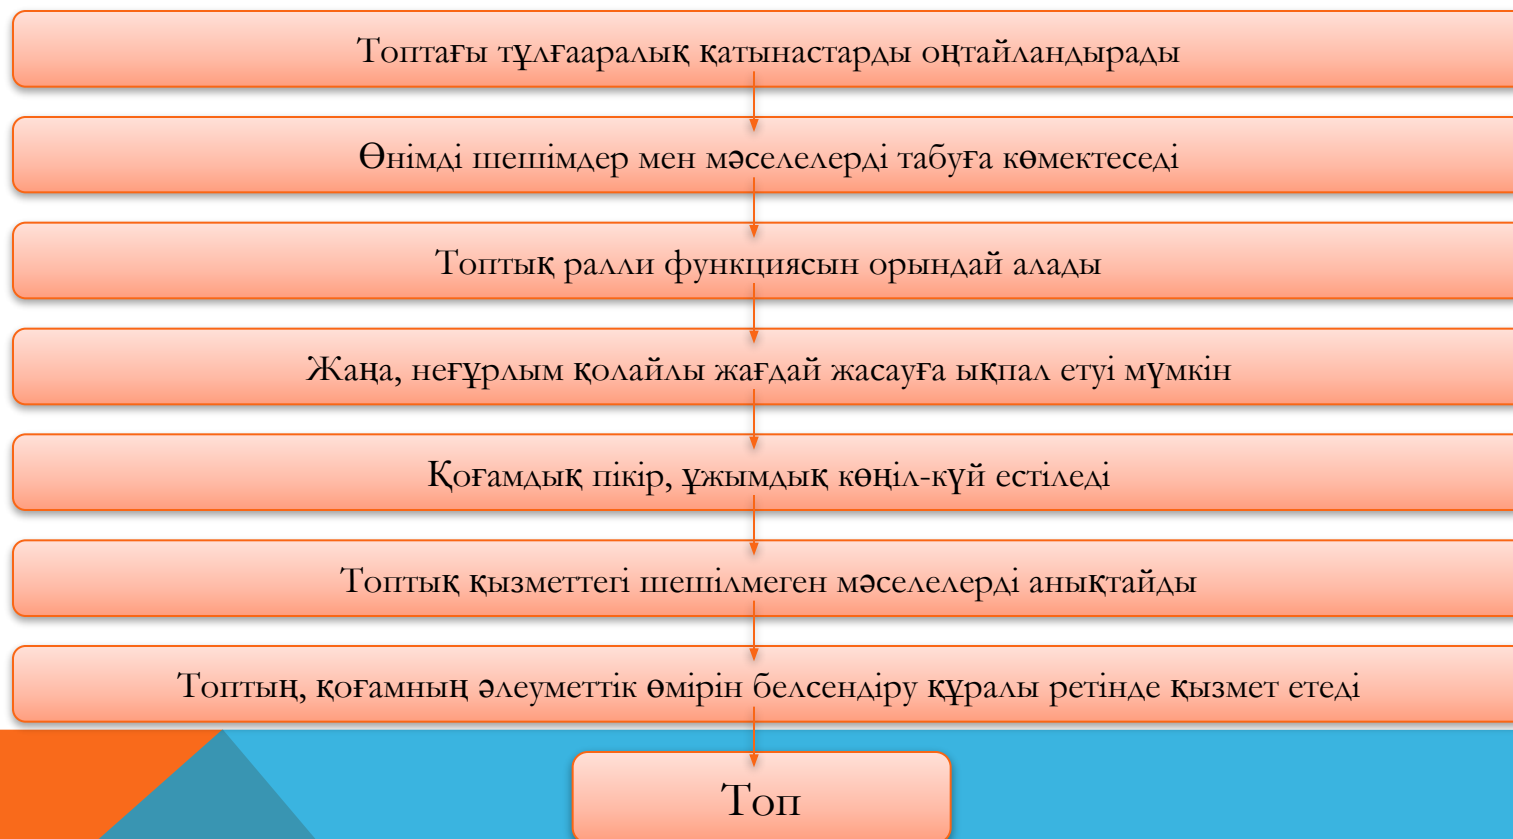 Топтағы тұлғааралық қатынастарды оңтайландырады
Өнімді шешімдер мен мәселелерді табуға көмектеседі
Топтық ралли функциясын орындай алады
Жаңа, неғұрлым қолайлы жағдай жасауға ықпал етуі мүмкін
Қоғамдық пікір, ұжымдық көңіл-күй естіледі
Топтық қызметтегі шешілмеген мәселелерді анықтайды
Топтың, қоғамның әлеуметтік өмірін белсендіру құралы ретінде қызмет етеді
Топ